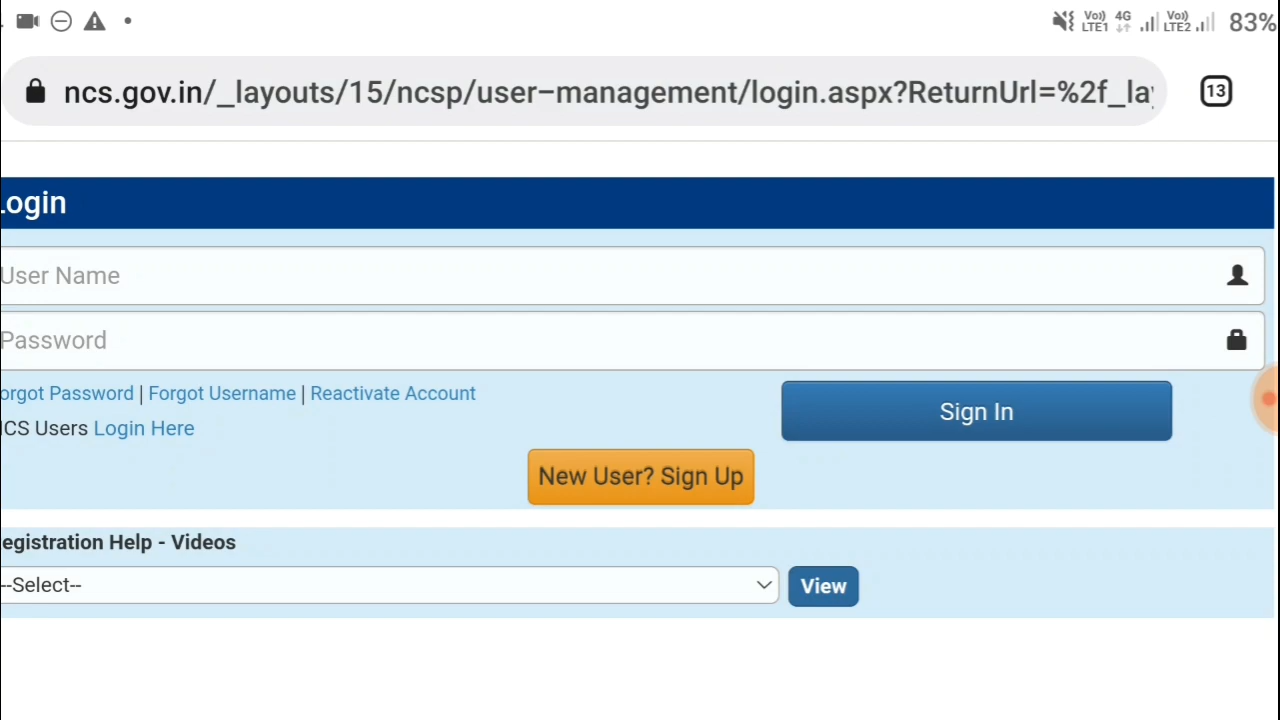 Vo) 4G Vo) 83%
LTE1 LTE2
ncs.gov.in/_layouts/15/ncsp/user-management/login.aspx?ReturnUrl=%2f_la 13
Login
User Name
Password
orgot Password | Forgot Username | Reactivate Account
Sign In
ICS Users Login Here
New User? Sign Up
egistration Help - Videos
--Select--
View